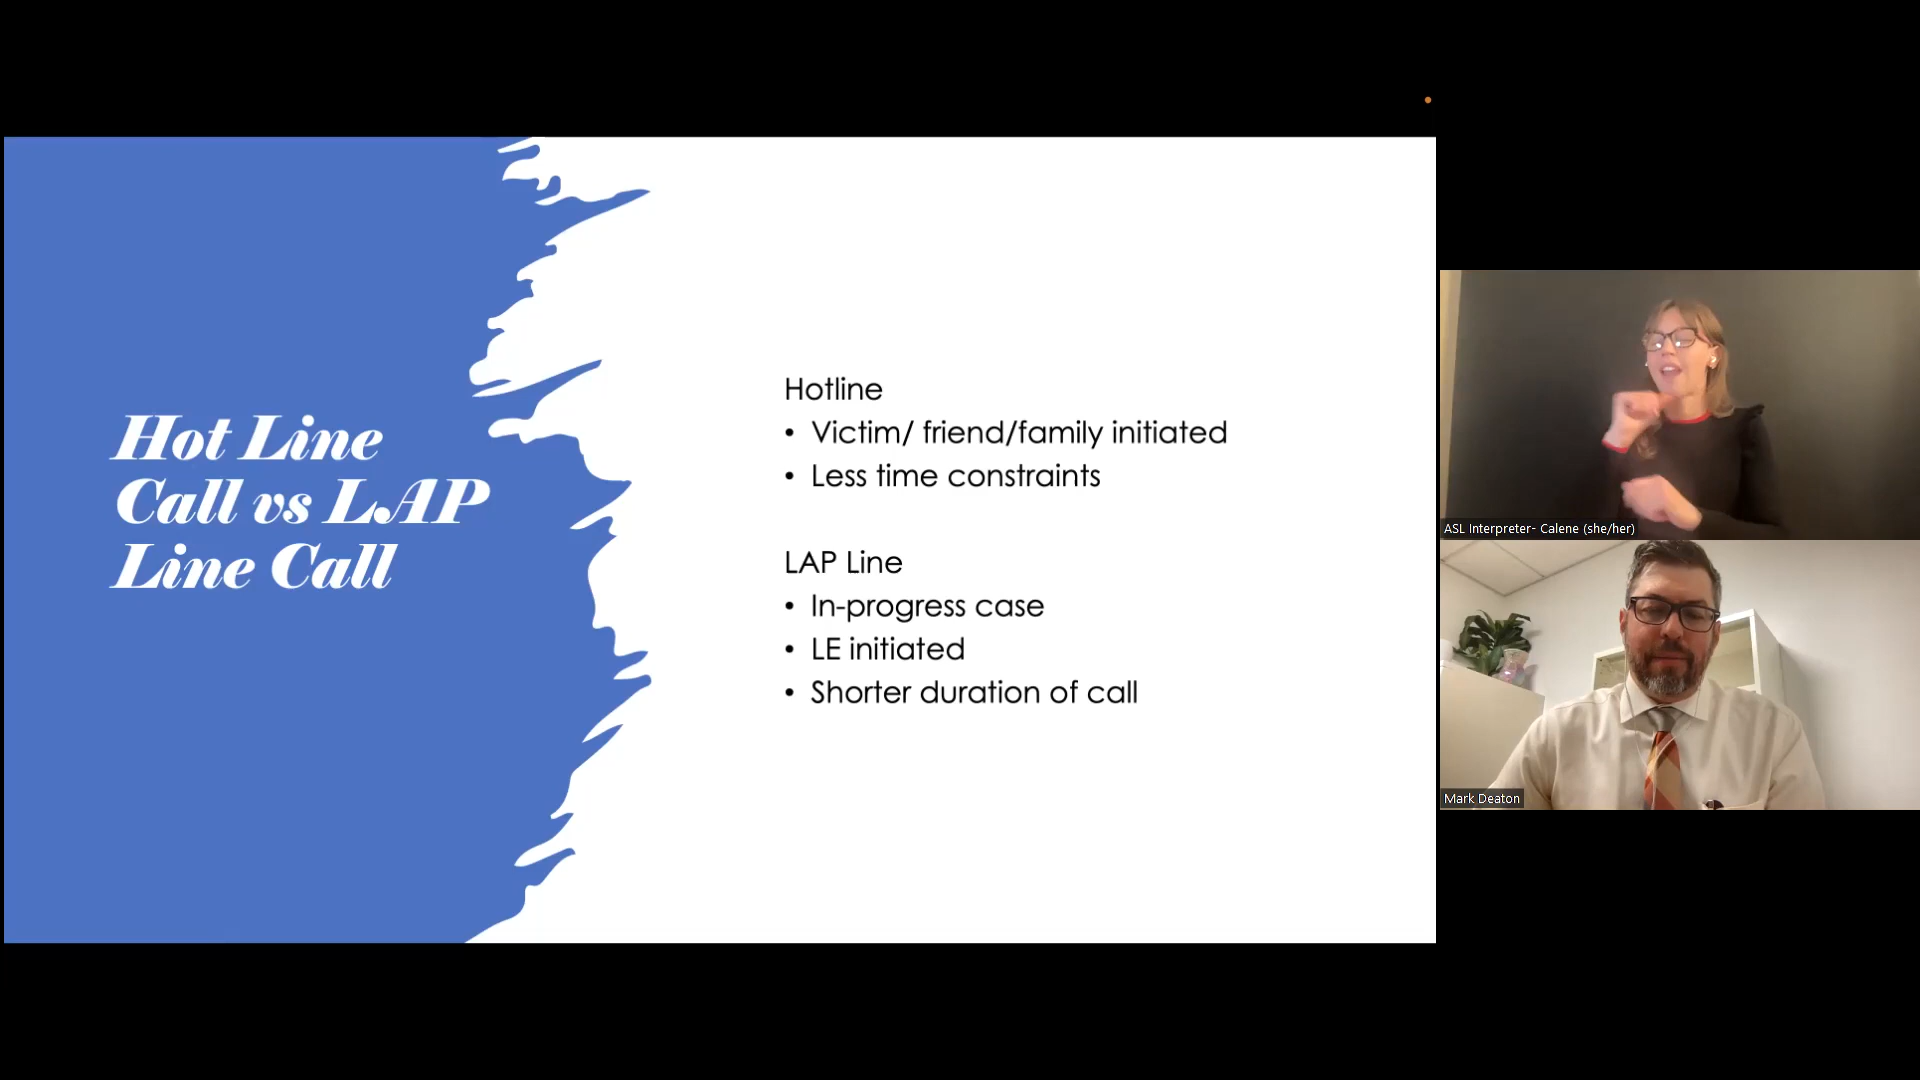 Hot Line
Call vs LAP
Line Call
Hotline
• Victim/ friend/family initiated
• Less time constraints
LAP Line
• In-progress case
• LE initiated
• Shorter duration of call
ASL Interpreter- Calene (she/her)
Mark Deaton